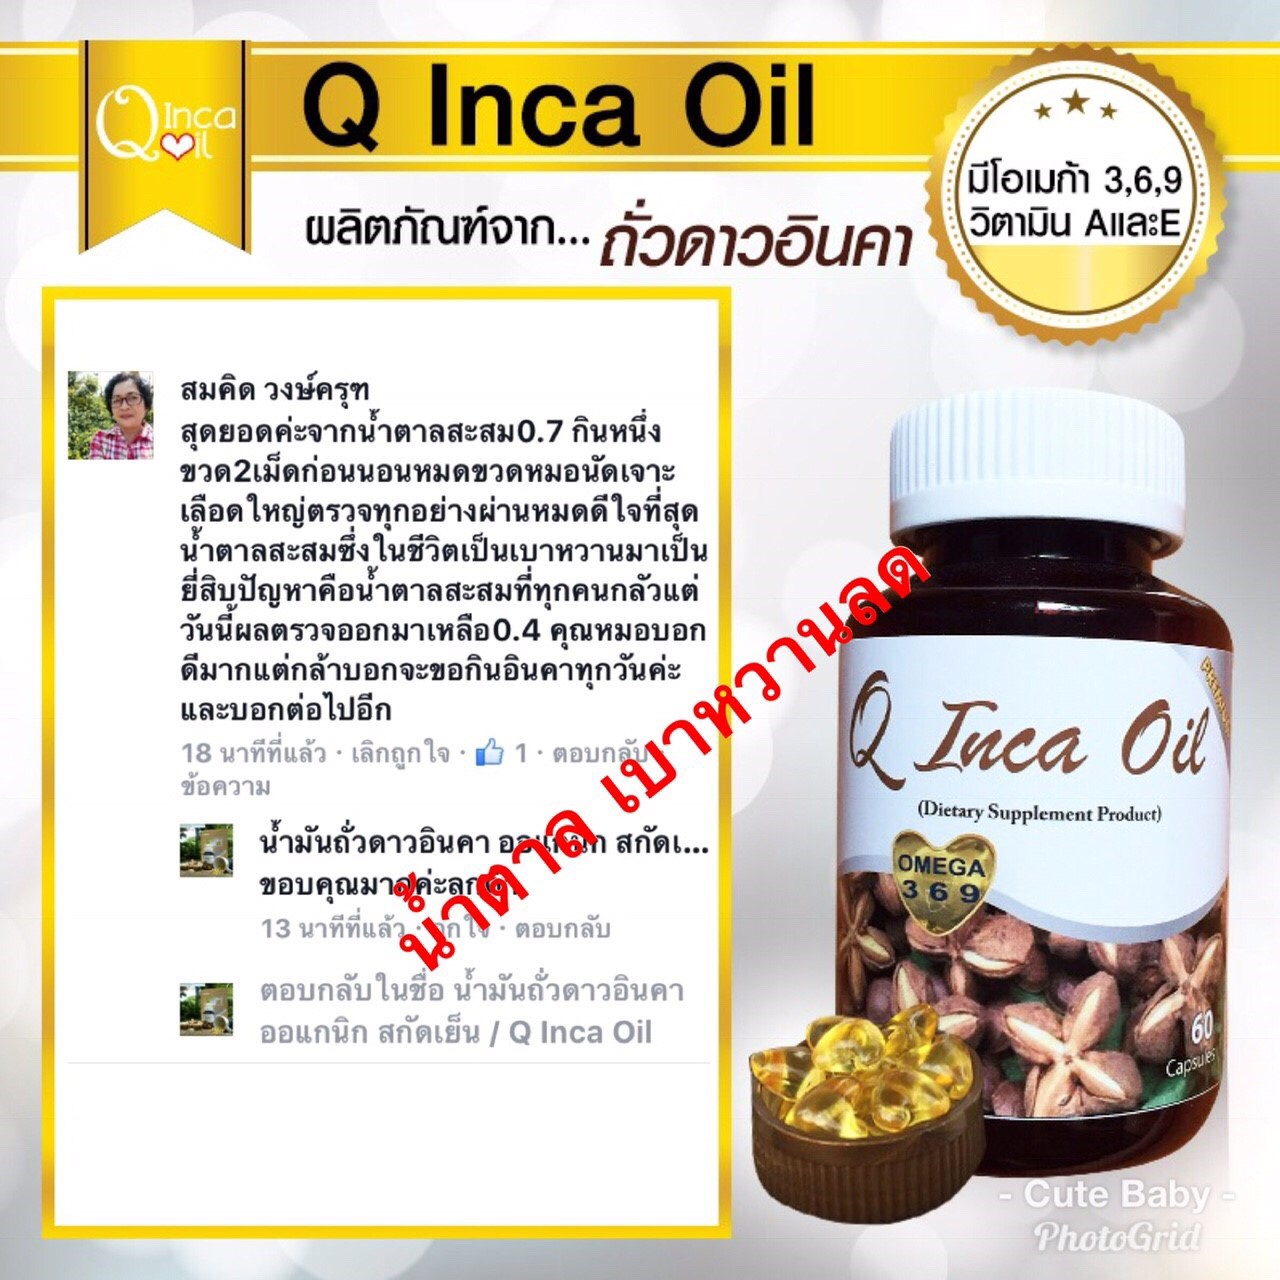 Q Inca Oil
Q Inca
Oil
มีโอเมก้า 3,6,9
วิตามิน AและE
ผลิตภัณฑ์จาก... ถั่วดาวอินคา
สมคิด วงษ์ครุฑ
สุดยอดค่ะจากน้ำตาลสะสม0.7 กินหนึ่ง
ขวด2เม็ดก่อนนอนหมดขวดหมอนัดเจาะ
เลือดใหญ่ตรวจทุกอย่างผ่านหมดดีใจที่สุด
น้ำตาลสะสมซึ่งในชีวิตเป็นเบาหวานมาเป็น
ยี่สิบปัญหาคือน้ำตาลสะสมที่ทุกคนกลัวแต่
วันนี้ผลตรวจออกมาเหลือ0.4 คุณหมอบอก
ดีมากแต่กล้าบอกจะขอกินอินคาทุกวันค่ะ
และบอกต่อไปอีก
18 นาทีที่แล้ว · เลิกถูกใจ · 1 · ตอบกลับ ·
ข้อความ
น้ำมันถั่วดาวอินคา ออแกนิก สกัดเ...
ขอบคุณมากค่ะ
13 นาทีที่แล้ว · ถูกใจ · ตอบกลับ
ตอบกลับในชื่อ น้ำมันถั่วดาวอินคา
ออแกนิก สกัดเย็น / Q Inca Oil
น้ำตาล เบาหวานลด
Q Inca Oil
(Dietary Supplement Product)
OMEGA
3 6 9
60
Capsules
- Cute Baby -
PhotoGrid